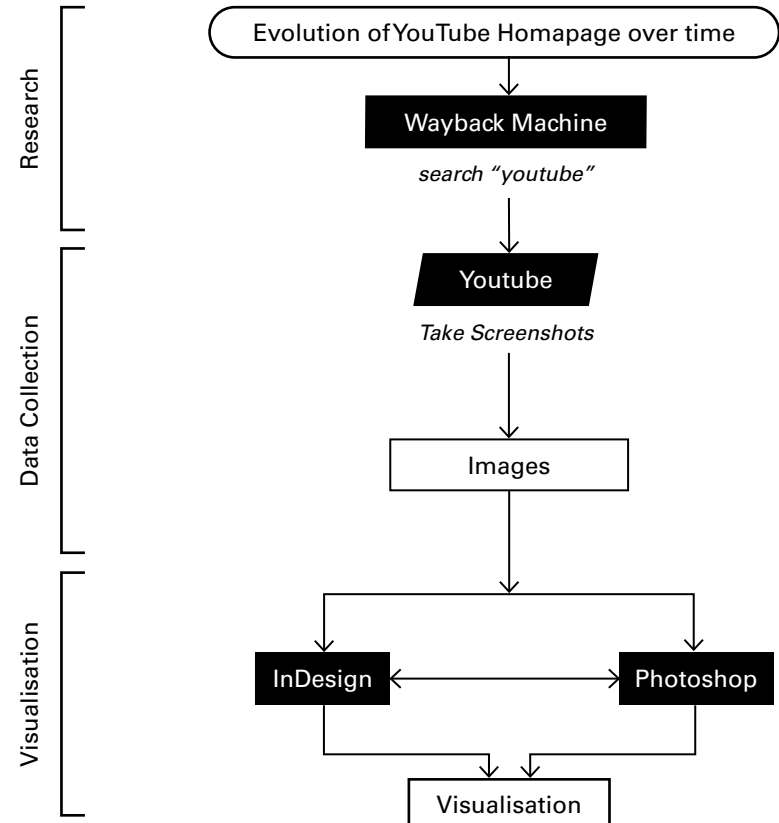 Evolution of YouTube Homapage over time
Research
Wayback Machine
search “youtube”
Data Collection
Youtube
Take Screenshots
Images
Visualisation
InDesign
Photoshop
Visualisation